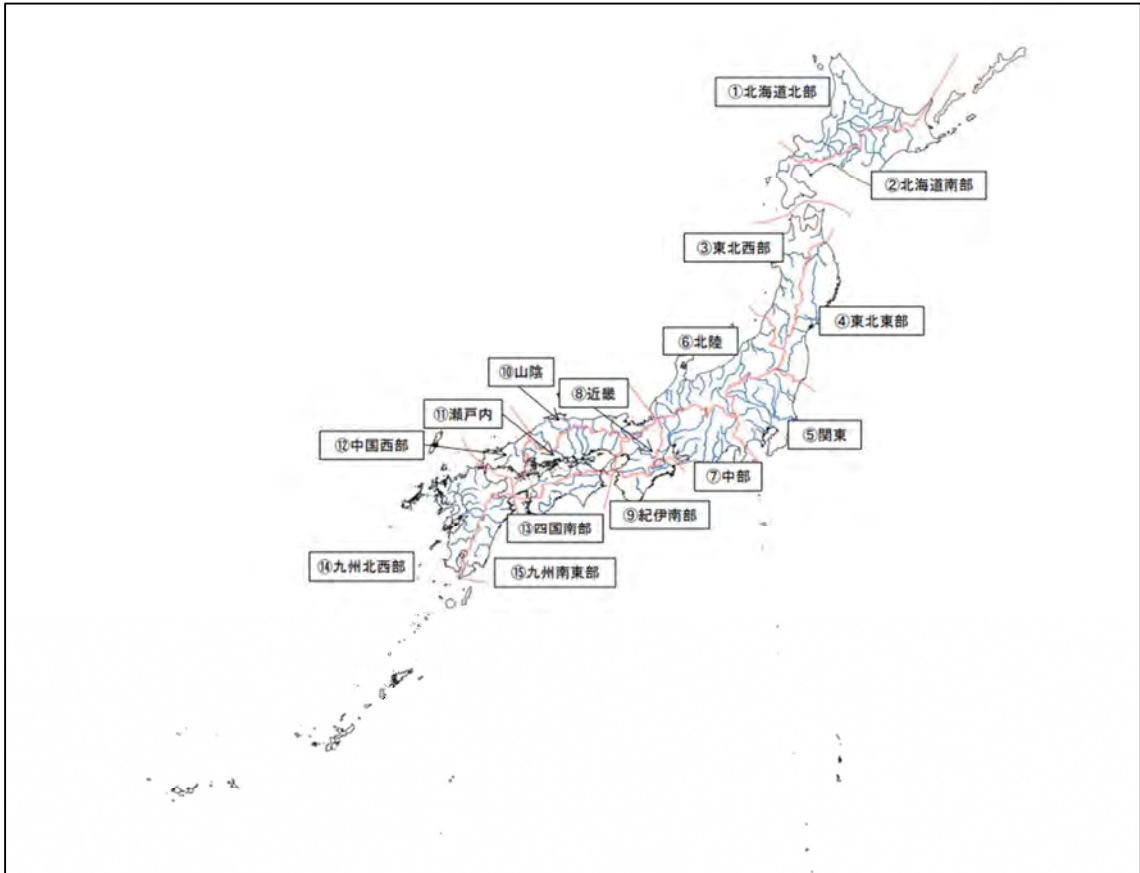 ①北海道北部
②北海道南部
③東北西部
④東北東部
⑤関東
⑥北陸
⑦中部
⑧近畿
⑨紀伊南部
⑩山陰
⑪瀬戸内
⑫中国西部
⑬四国南部
⑭九州北西部
⑮九州南東部